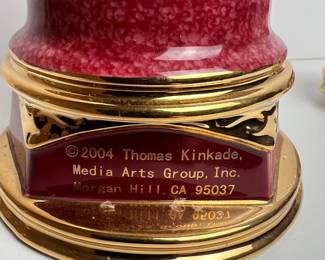 ©2004 Thomas Kinkade,
Media Arts Group, Inc.
Morgan Hill, CA 95037